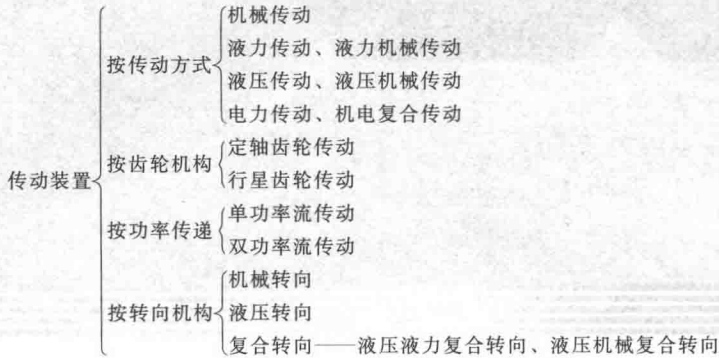 机械传动
液力传动、液力机械传动
按传动方式
液压传动、液压机械传动
电力传动、机电复合传动
定轴齿轮传动
按齿轮机构
传动装置
行星齿轮传动
单功率流传动
按功率传递
双功率流传动
机械转向
按转向机构
液压转向
复合转向——液压液力复合转向、液压机械复合转向